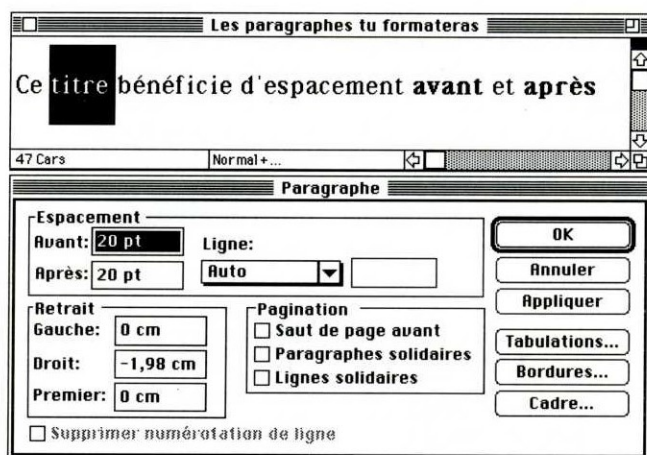 Les paragraphes tu formateras
Ce titre bénéficie d'espacement avant et après
47 Cars
Normal+...
Paragraphe
Espacement
Avant: 20 pt
Ligne:
Après: 20 pt
Auto
OK
Annuler
Appliquer
Retrait
Gauche: 0 cm
Droit: -1,98 cm
Premier: 0 cm
Pagination
Saut de page avant
Paragraphes solidaires
Lignes solidaires
Tabulations...
Bordures...
Cadre...
Supprimer numérotation de ligne